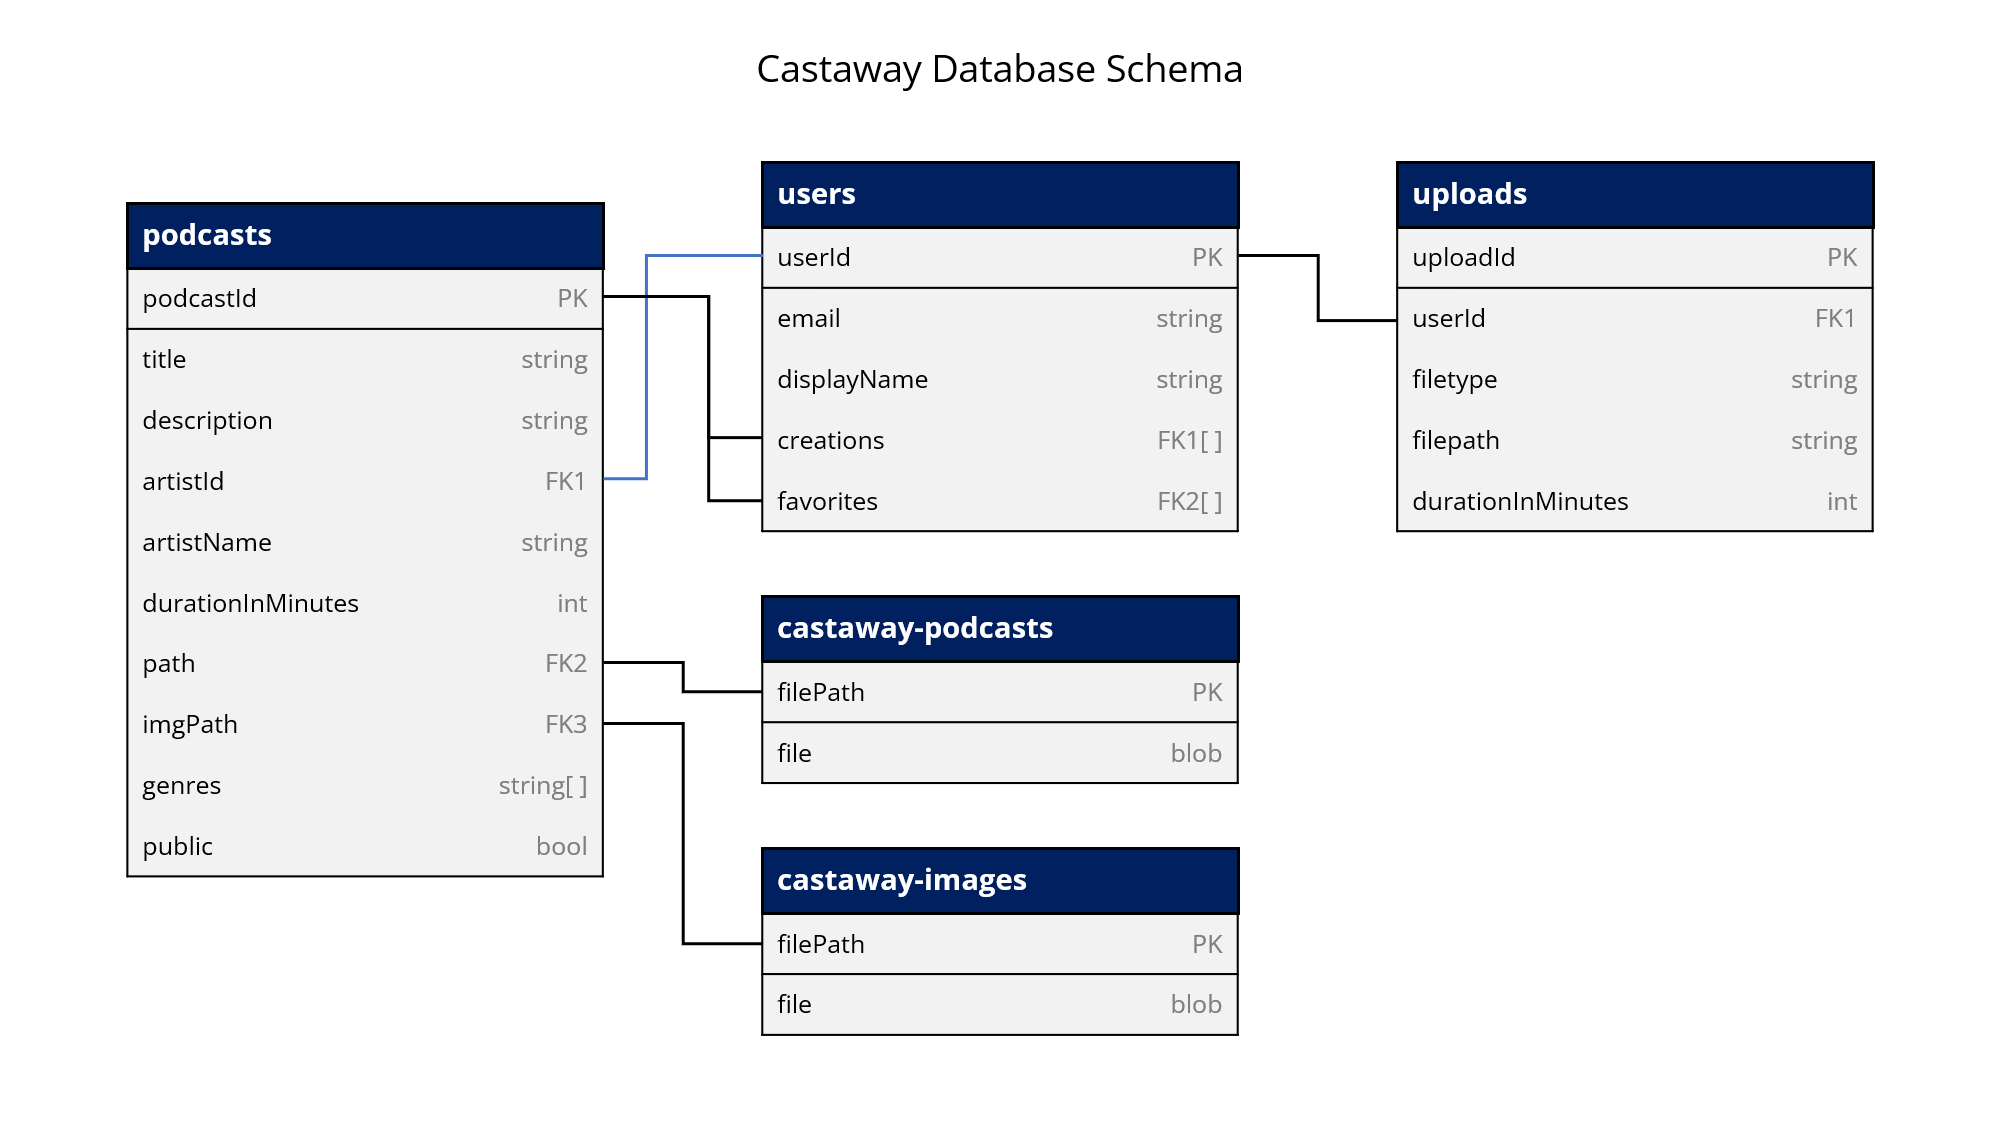 Castaway Database Schema
podcasts
podcastId PK
title string
description string
artistId FK1
artistName string
durationInMinutes int
path FK2
imgPath FK3
genres string[ ]
public bool
users
userId PK
email string
displayName string
creations FK1[ ]
favorites FK2[ ]
castaway-podcasts
filePath PK
file blob
castaway-images
filePath PK
file blob
uploads
uploadId PK
userId FK1
filetype string
filepath string
durationInMinutes int